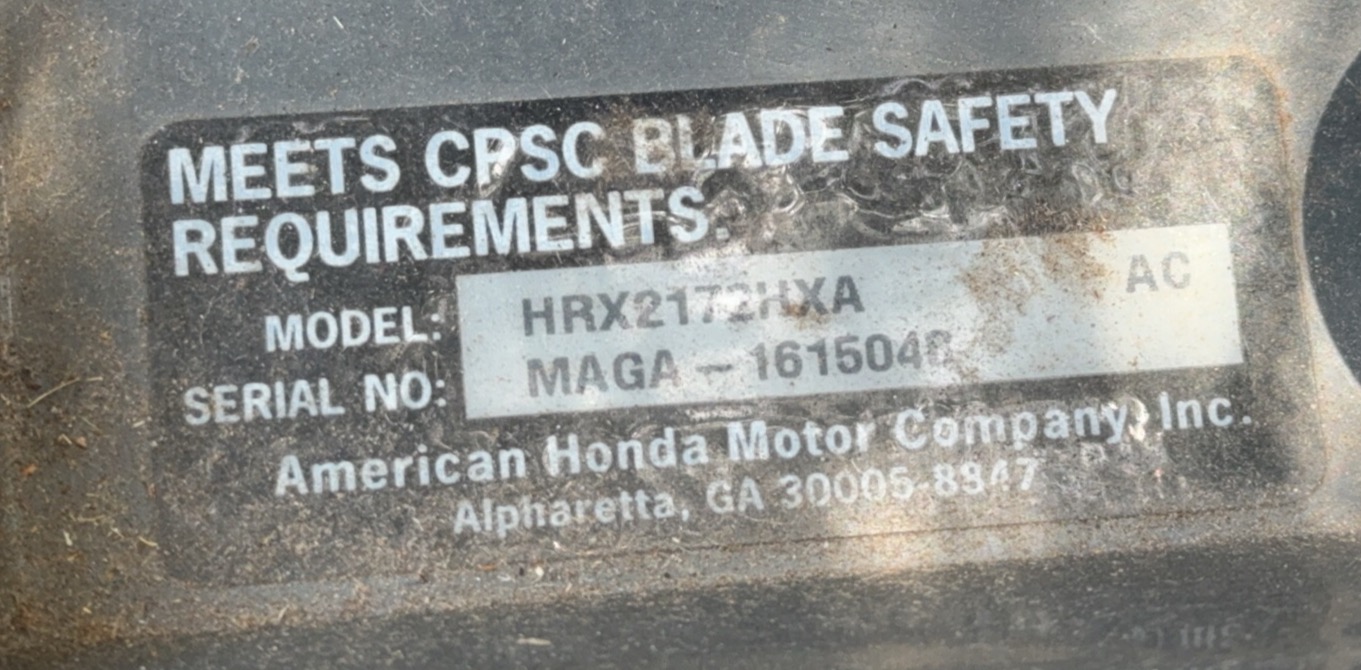 MEETS CPSC BLADE SAFETY
REQUIREMENTS.
MODEL: HRX2172HXA AC
SERIAL NO: MAGA –
American Honda Motor Company, Inc.
Alpharetta, GA 30005-8847